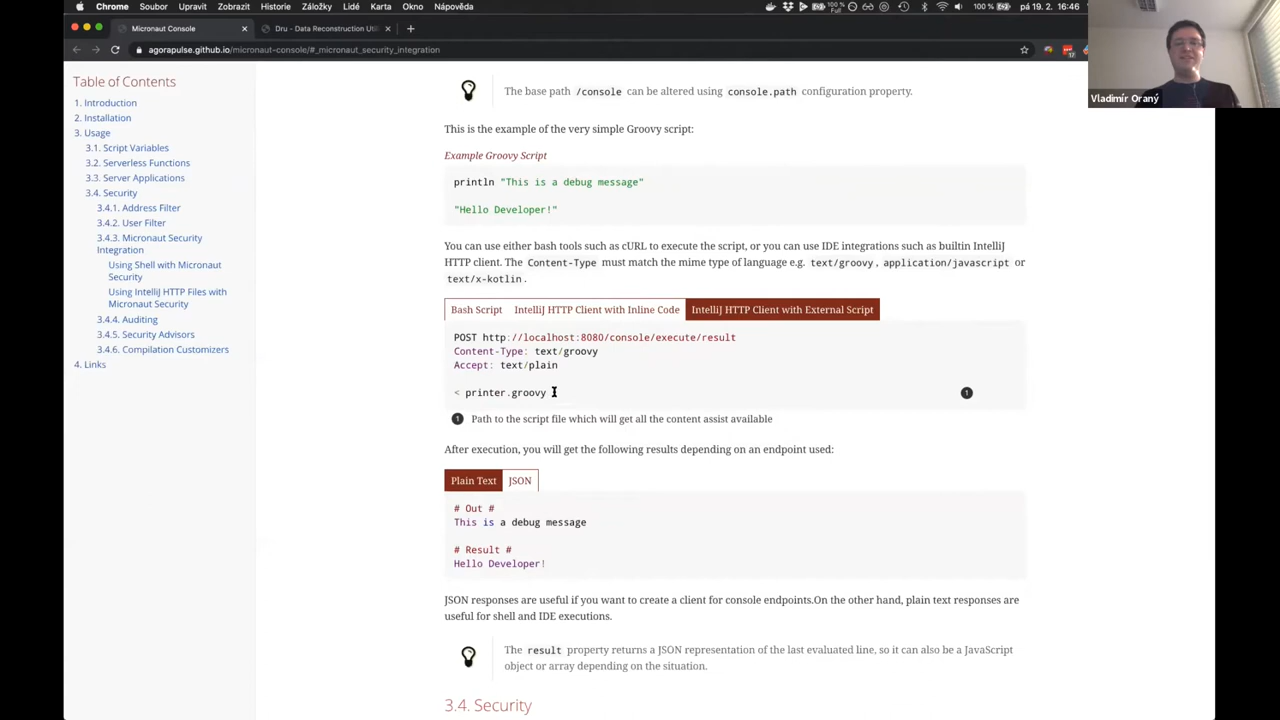 Chrome Soubor Upravit Zobrazit Historie Záložky Lidé Karta Okno Nápověda 100 % Full 100 % pá 19. 2. 16:46
Micronaut Console
Dru - Data Reconstruction Uti
agorapulse.github.io/micronaut-console/#_micronaut_security_integration
17
Vladimír Oraný
Table of Contents
1. Introduction
2. Installation
3. Usage
3.1. Script Variables
3.2. Serverless Functions
3.3. Server Applications
3.4. Security
3.4.1. Address Filter
3.4.2. User Filter
3.4.3. Micronaut Security
Integration
Using Shell with Micronaut
Security
Using IntelliJ HTTP Files with
Micronaut Security
3.4.4. Auditing
3.4.5. Security Advisors
3.4.6. Compilation Customizers
4. Links
The base path /console can be altered using console.path configuration property.
This is the example of the very simple Groovy script:
Example Groovy Script
println "This is a debug message"
"Hello Developer!"
You can use either bash tools such as cURL to execute the script, or you can use IDE integrations such as builtin IntelliJ
HTTP client. The Content-Type must match the mime type of language e.g. text/groovy, application/javascript or
text/x-kotlin.
Bash Script IntelliJ HTTP Client with Inline Code IntelliJ HTTP Client with External Script
POST http://localhost:8080/console/execute/result
Content-Type: text/groovy
Accept: text/plain
< printer.groovy 1
1 Path to the script file which will get all the content assist available
After execution, you will get the following results depending on an endpoint used:
Plain Text JSON
# Out #
This is a debug message
# Result #
Hello Developer!
JSON responses are useful if you want to create a client for console endpoints.On the other hand, plain text responses are
useful for shell and IDE executions.
The result property returns a JSON representation of the last evaluated line, so it can also be a JavaScript
object or array depending on the situation.
3.4. Security